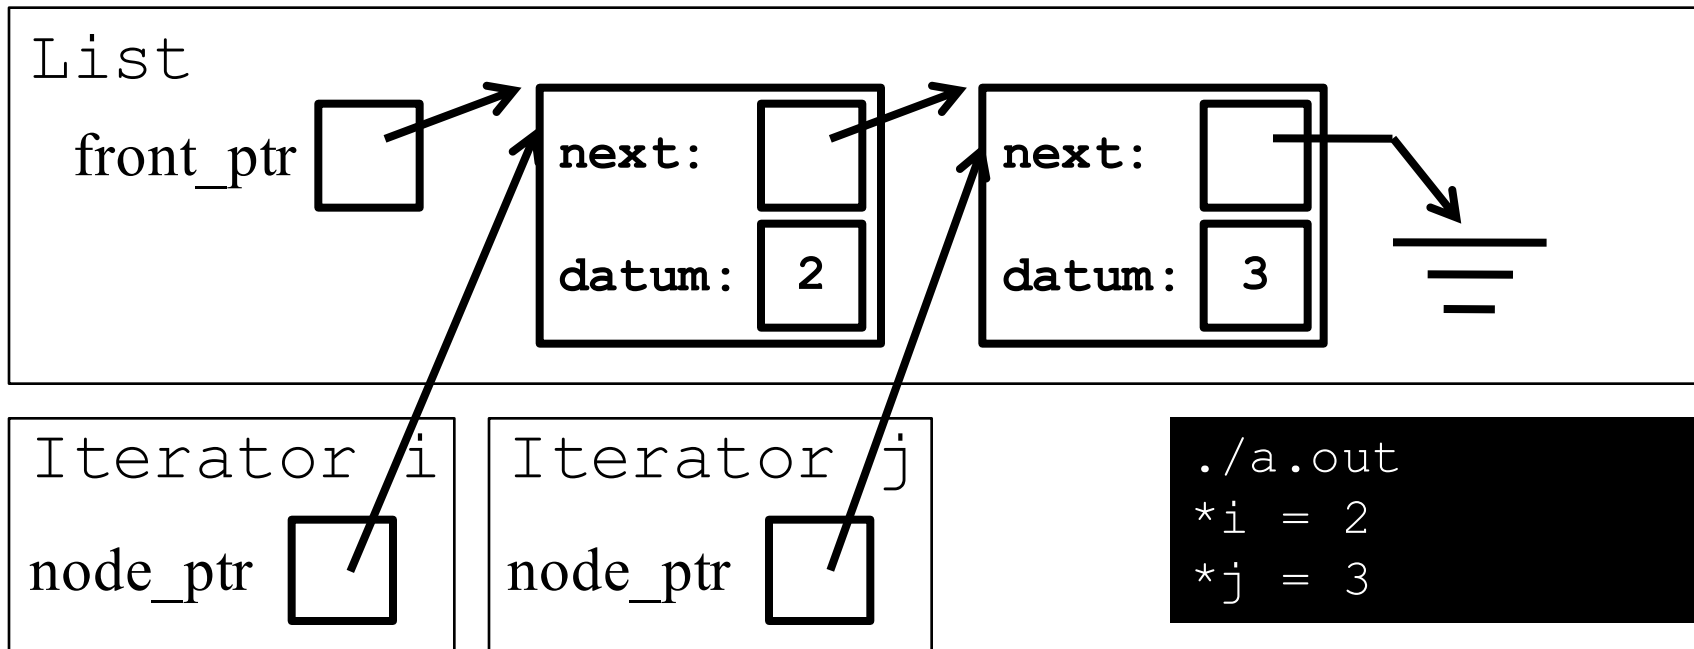 List
front_ptr
next:
datum: 2
next:
datum: 3
Iterator i
node_ptr
Iterator j
node_ptr
./a.out
*i = 2
*j = 3